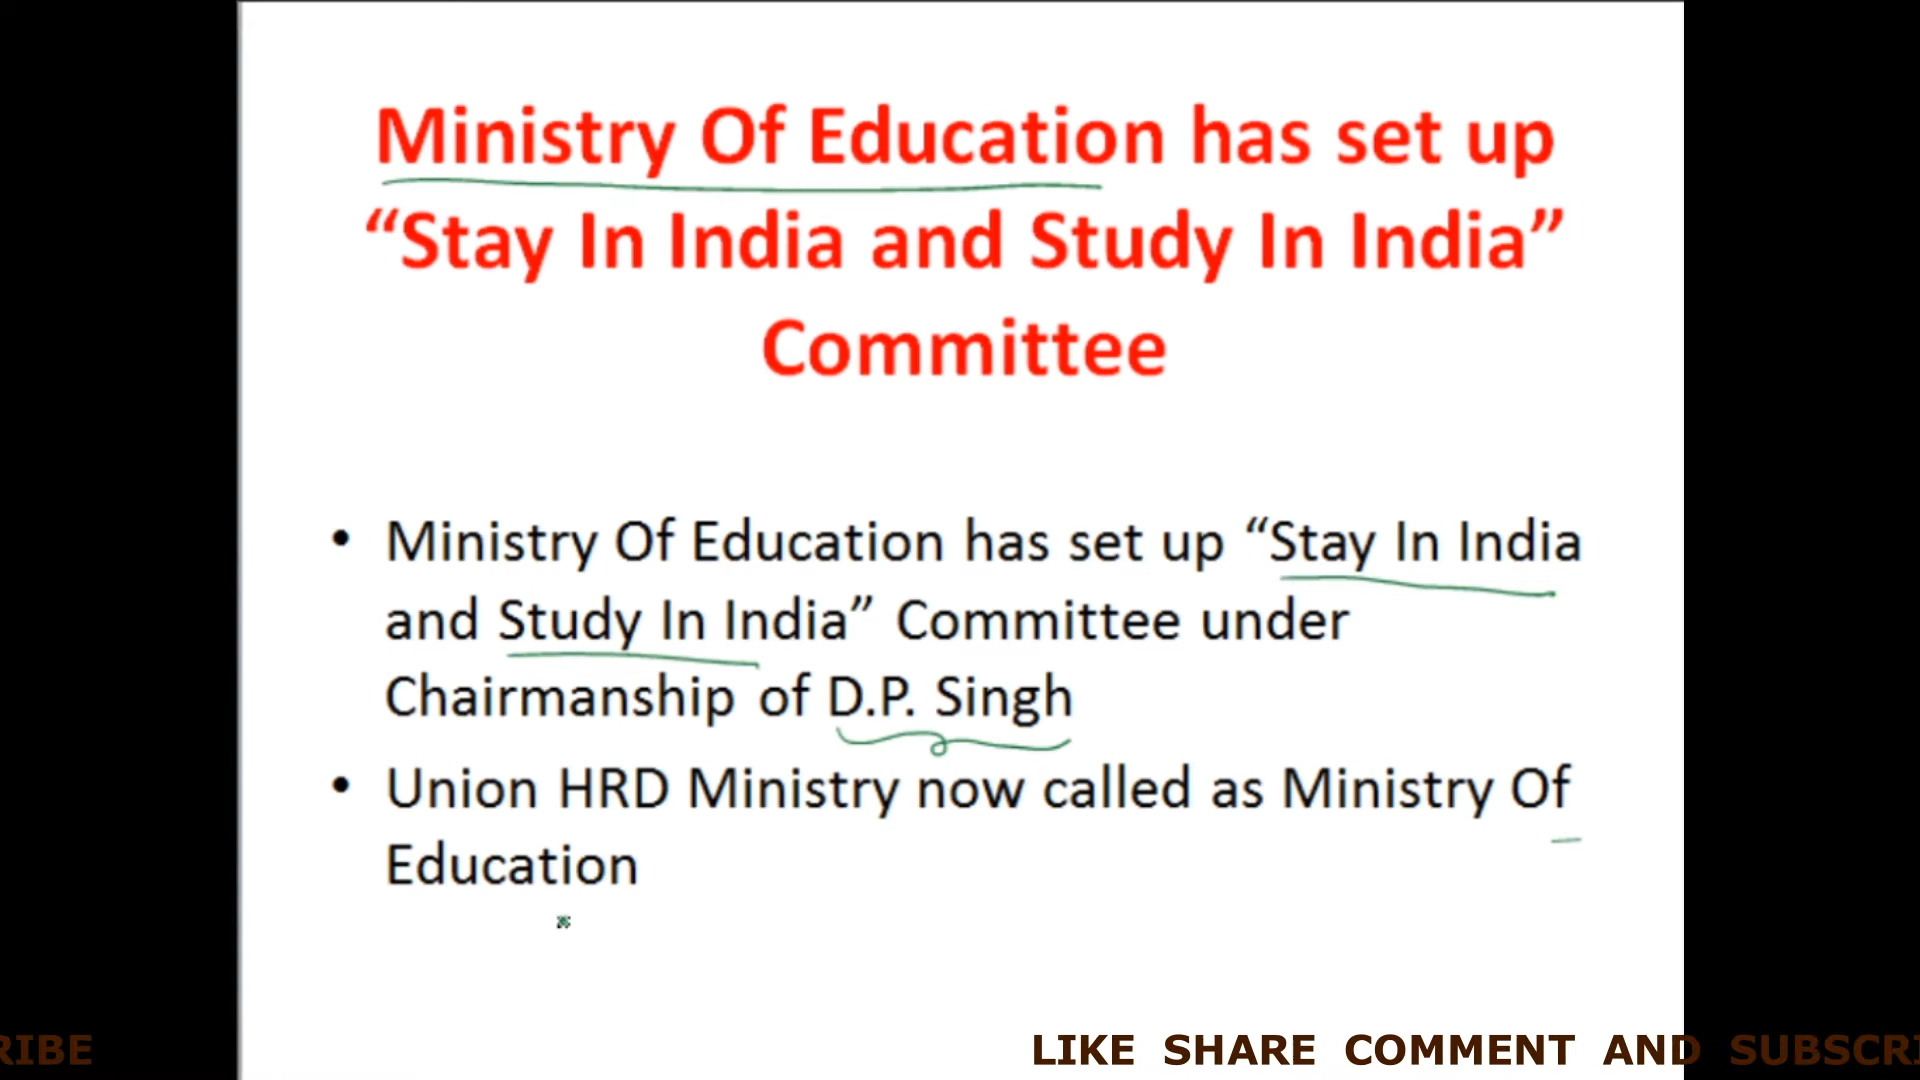 Ministry Of Education has set up
“Stay In India and Study In India”
Committee
• Ministry Of Education has set up “Stay In India
and Study In India” Committee under
Chairmanship of D.P. Singh
• Union HRD Ministry now called as Ministry Of
Education
RIBE LIKE SHARE COMMENT AND SUBSCRI